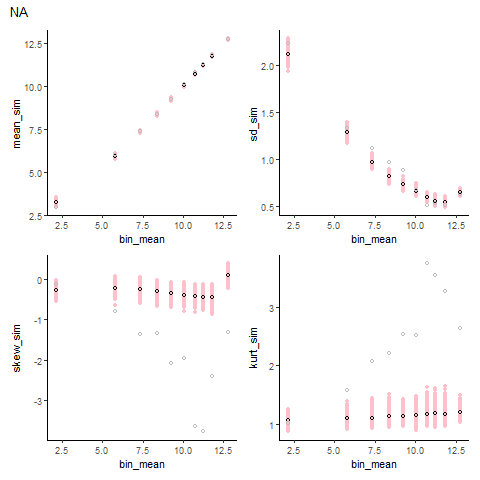 NA
mean_sim
12.5
10.0
7.5
5.0
2.5
2.5 5.0 7.5 10.0 12.5
bin_mean
sd_sim
2.0
1.5
1.0
0.5
2.5 5.0 7.5 10.0 12.5
bin_mean
skew_sim
0
-1
-2
-3
2.5 5.0 7.5 10.0 12.5
bin_mean
kurt_sim
3
2
1
2.5 5.0 7.5 10.0 12.5
bin_mean